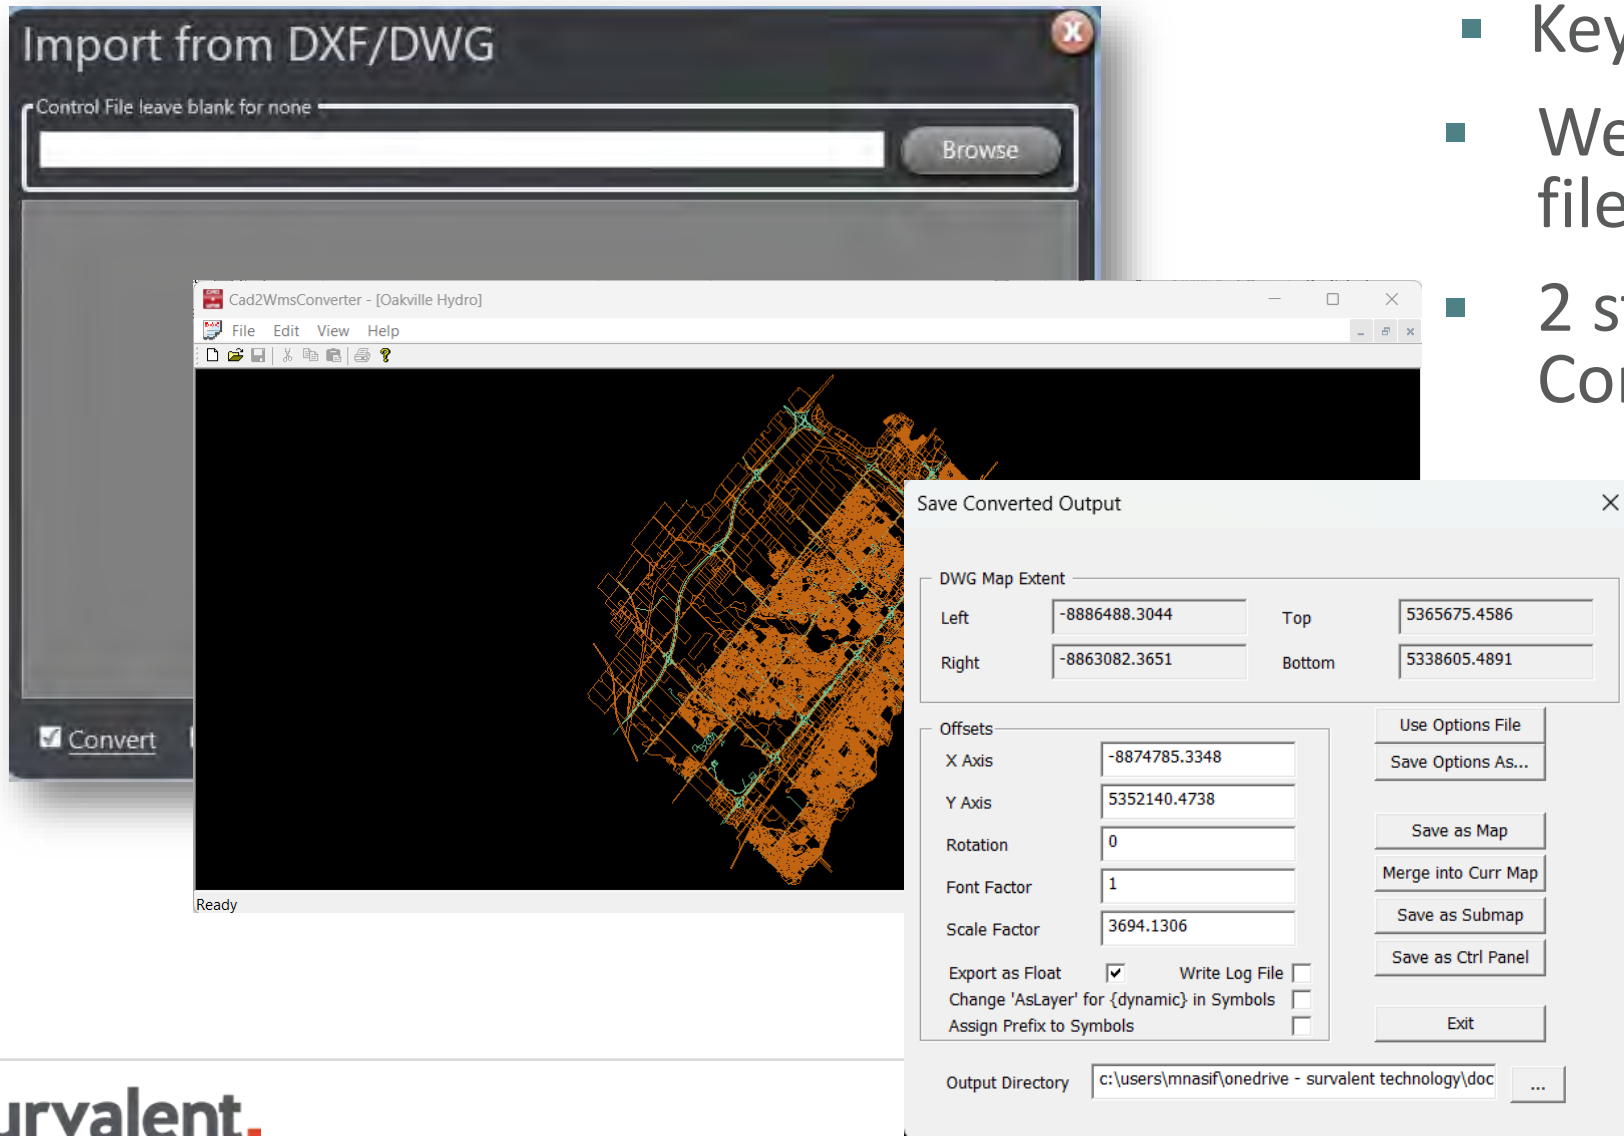 Import from DXF/DWG
Control File leave blank for none
Browse
Convert
Cad2WmsConverter - [Oakville Hydro]
File Edit View Help
Ready
Save Converted Output
DWG Map Extent
Left -8886488.3044 Top 5365675.4586
Right -8863082.3651 Bottom 5338605.4891
Offsets
X Axis -8874785.3348
Y Axis 5352140.4738
Rotation 0
Font Factor 1
Scale Factor 3694.1306
Export as Float Write Log File
Change 'AsLayer' for {dynamic} in Symbols
Assign Prefix to Symbols
Use Options File
Save Options As...
Save as Map
Merge into Curr Map
Save as Submap
Save as Ctrl Panel
Exit
Output Directory c:\users\mnasif\onedrive - survalent technology\doc ...
Key
We
file
2 st
Co
urvalent.